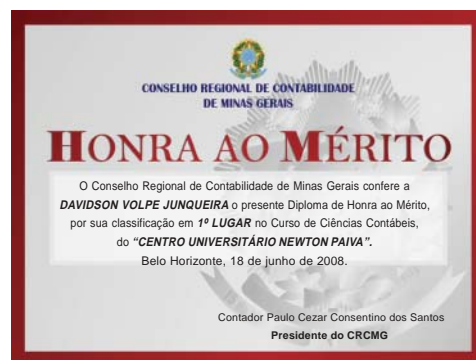 CONSELHO REGIONAL DE CONTABILIDADE
DE MINAS GERAIS
HONRA AO MÉRITO
O Conselho Regional de Contabilidade de Minas Gerais confere a
DAVIDSON VOLPE JUNQUEIRA o presente Diploma de Honra ao Mérito,
por sua classificação em 1º LUGAR no Curso de Ciências Contábeis,
do “CENTRO UNIVERSITÁRIO NEWTON PAIVA”.
Belo Horizonte, 18 de junho de 2008.
Contador Paulo Cezar Consentino dos Santos
Presidente do CRCMG